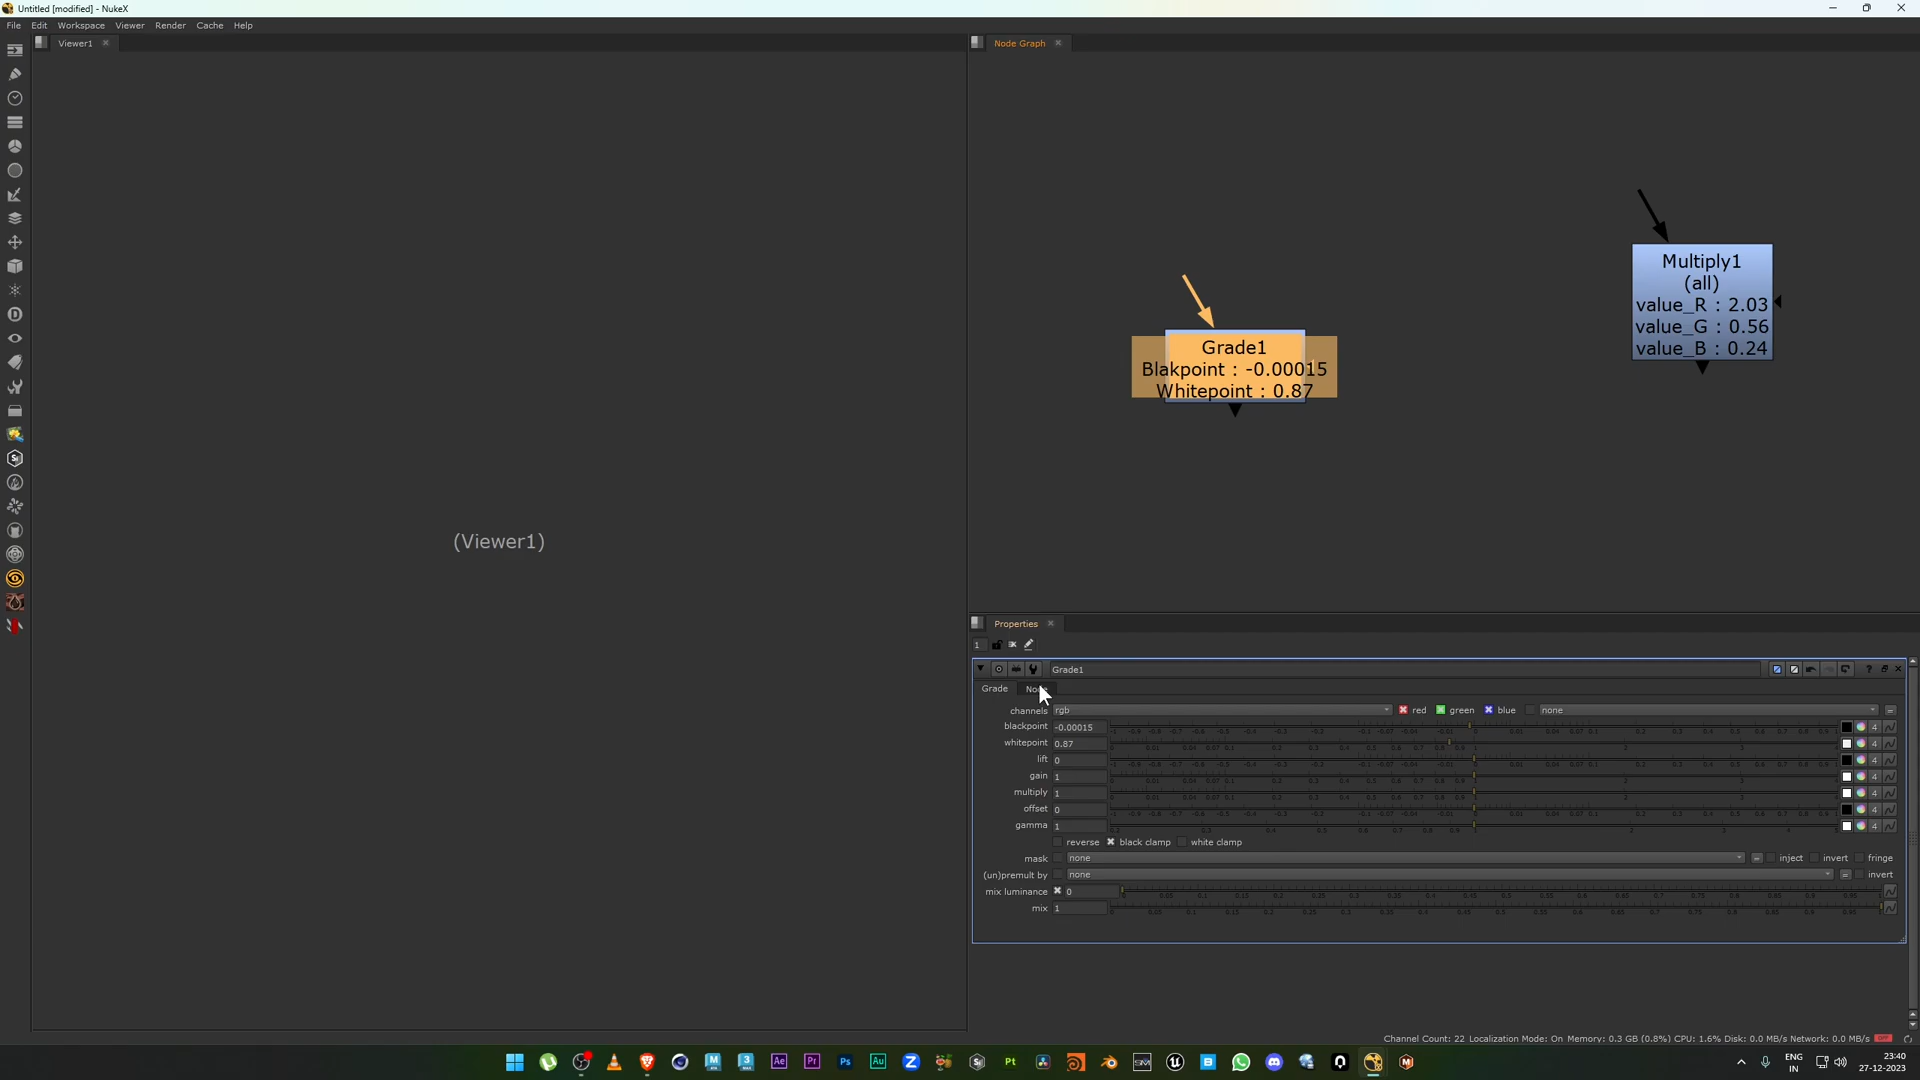 Untitled [modified] - NukeX
File Edit Workspace Viewer Render Cache Help
Viewer1
(Viewer1)
Node Graph
Grade1
Blakpoint : -0.00015
Whitepoint : 0.87
Multiply1
(all)
value_R : 2.03
value_G : 0.56
value_B : 0.24
Properties
1
Grade1
Grade
channels rgb red green blue none
blackpoint -0.00015
whitepoint 0.87
lift 0
gain 1
multiply 1
offset 0
gamma 1
reverse black clamp white clamp
mask none inject invert fringe
(un)premult by none invert
mix luminance 0
mix 1
Channel Count: 22 Localization Mode: On Memory: 0.3 GB (0.8%) CPU: 1.6% Disk: 0.0 MB/s Network: 0.0 MB/s
ENG
IN
23:40
27-12-2023